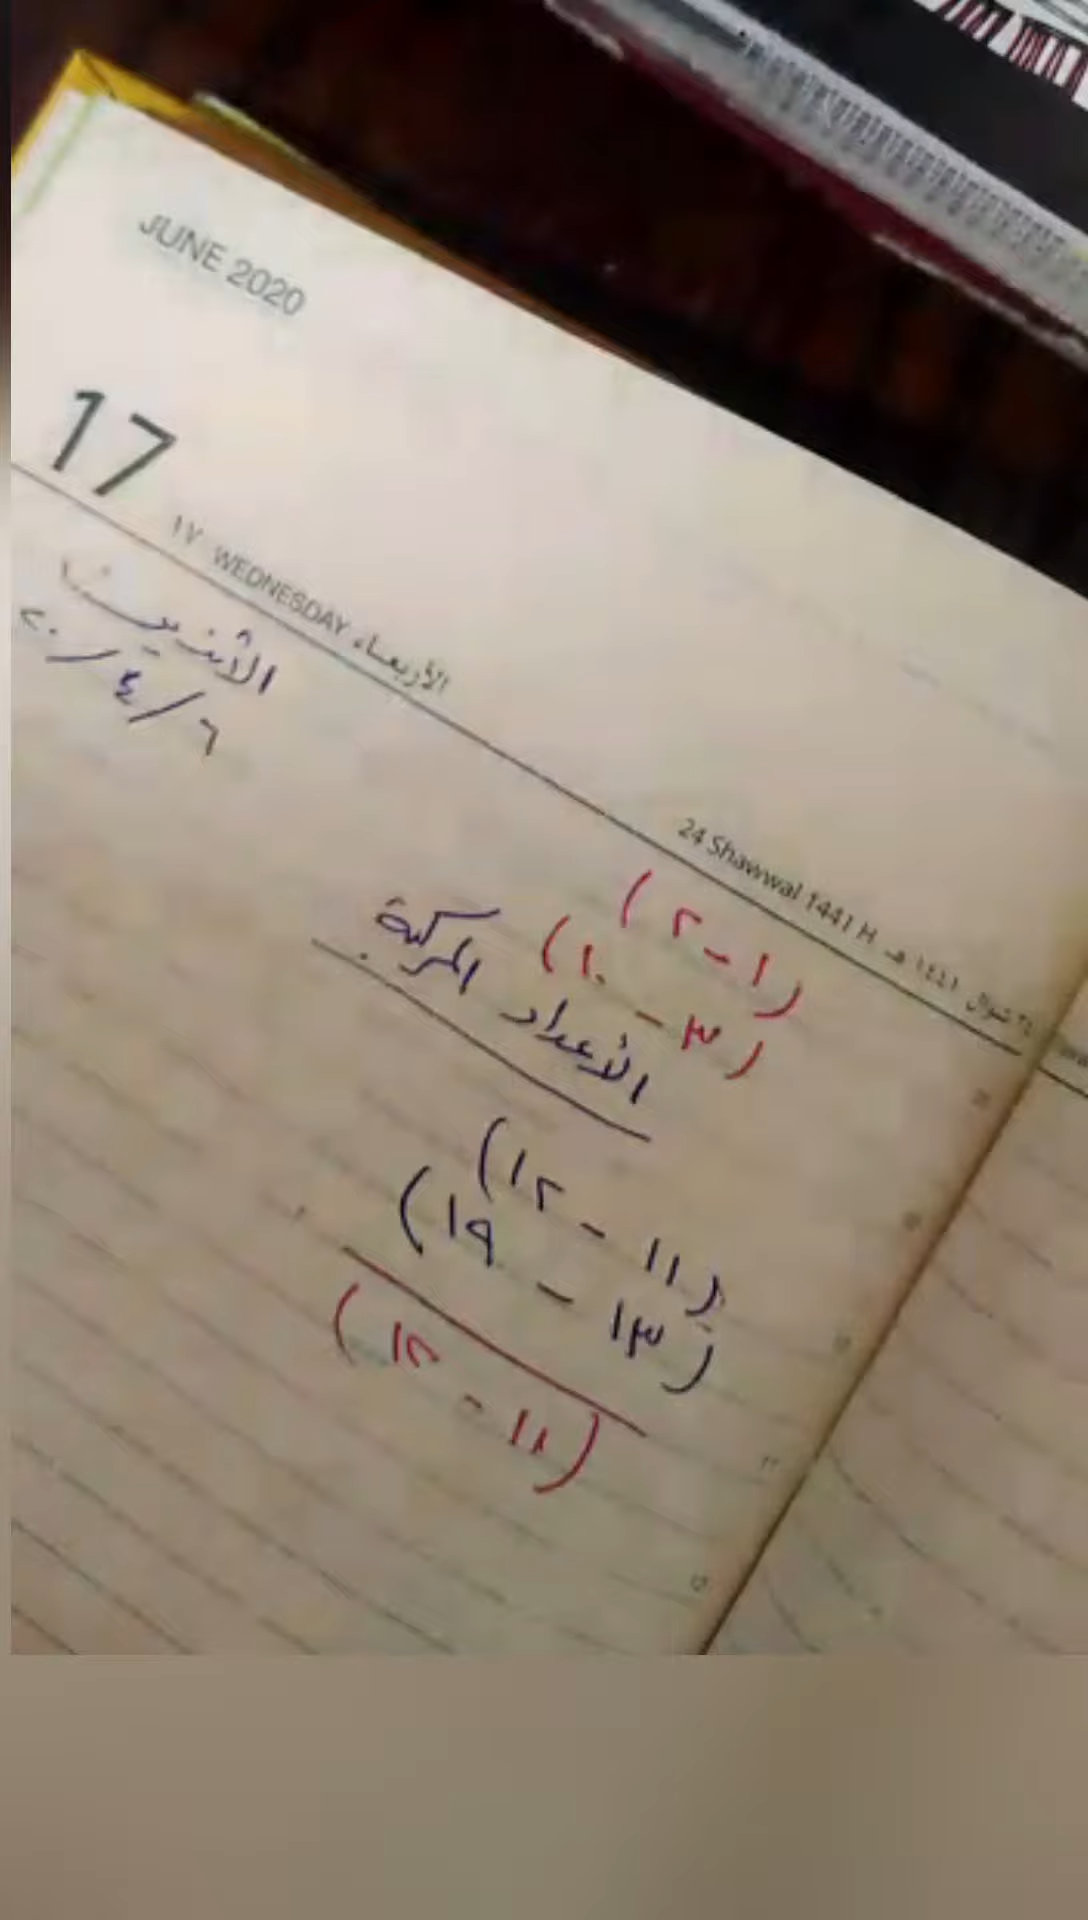 JUNE 2020
17
١٧ WEDNESDAY الأربعاء
24 Shawwal 1441 H ٢٤ شوال ١٤٤١ هـ
الأثنين
٦/٤/٢٠
(١-٢)
(٣-١٠)
الأعداد المركبة
(١١-١٢)
(١٣-١٩)
(١١-١٢)